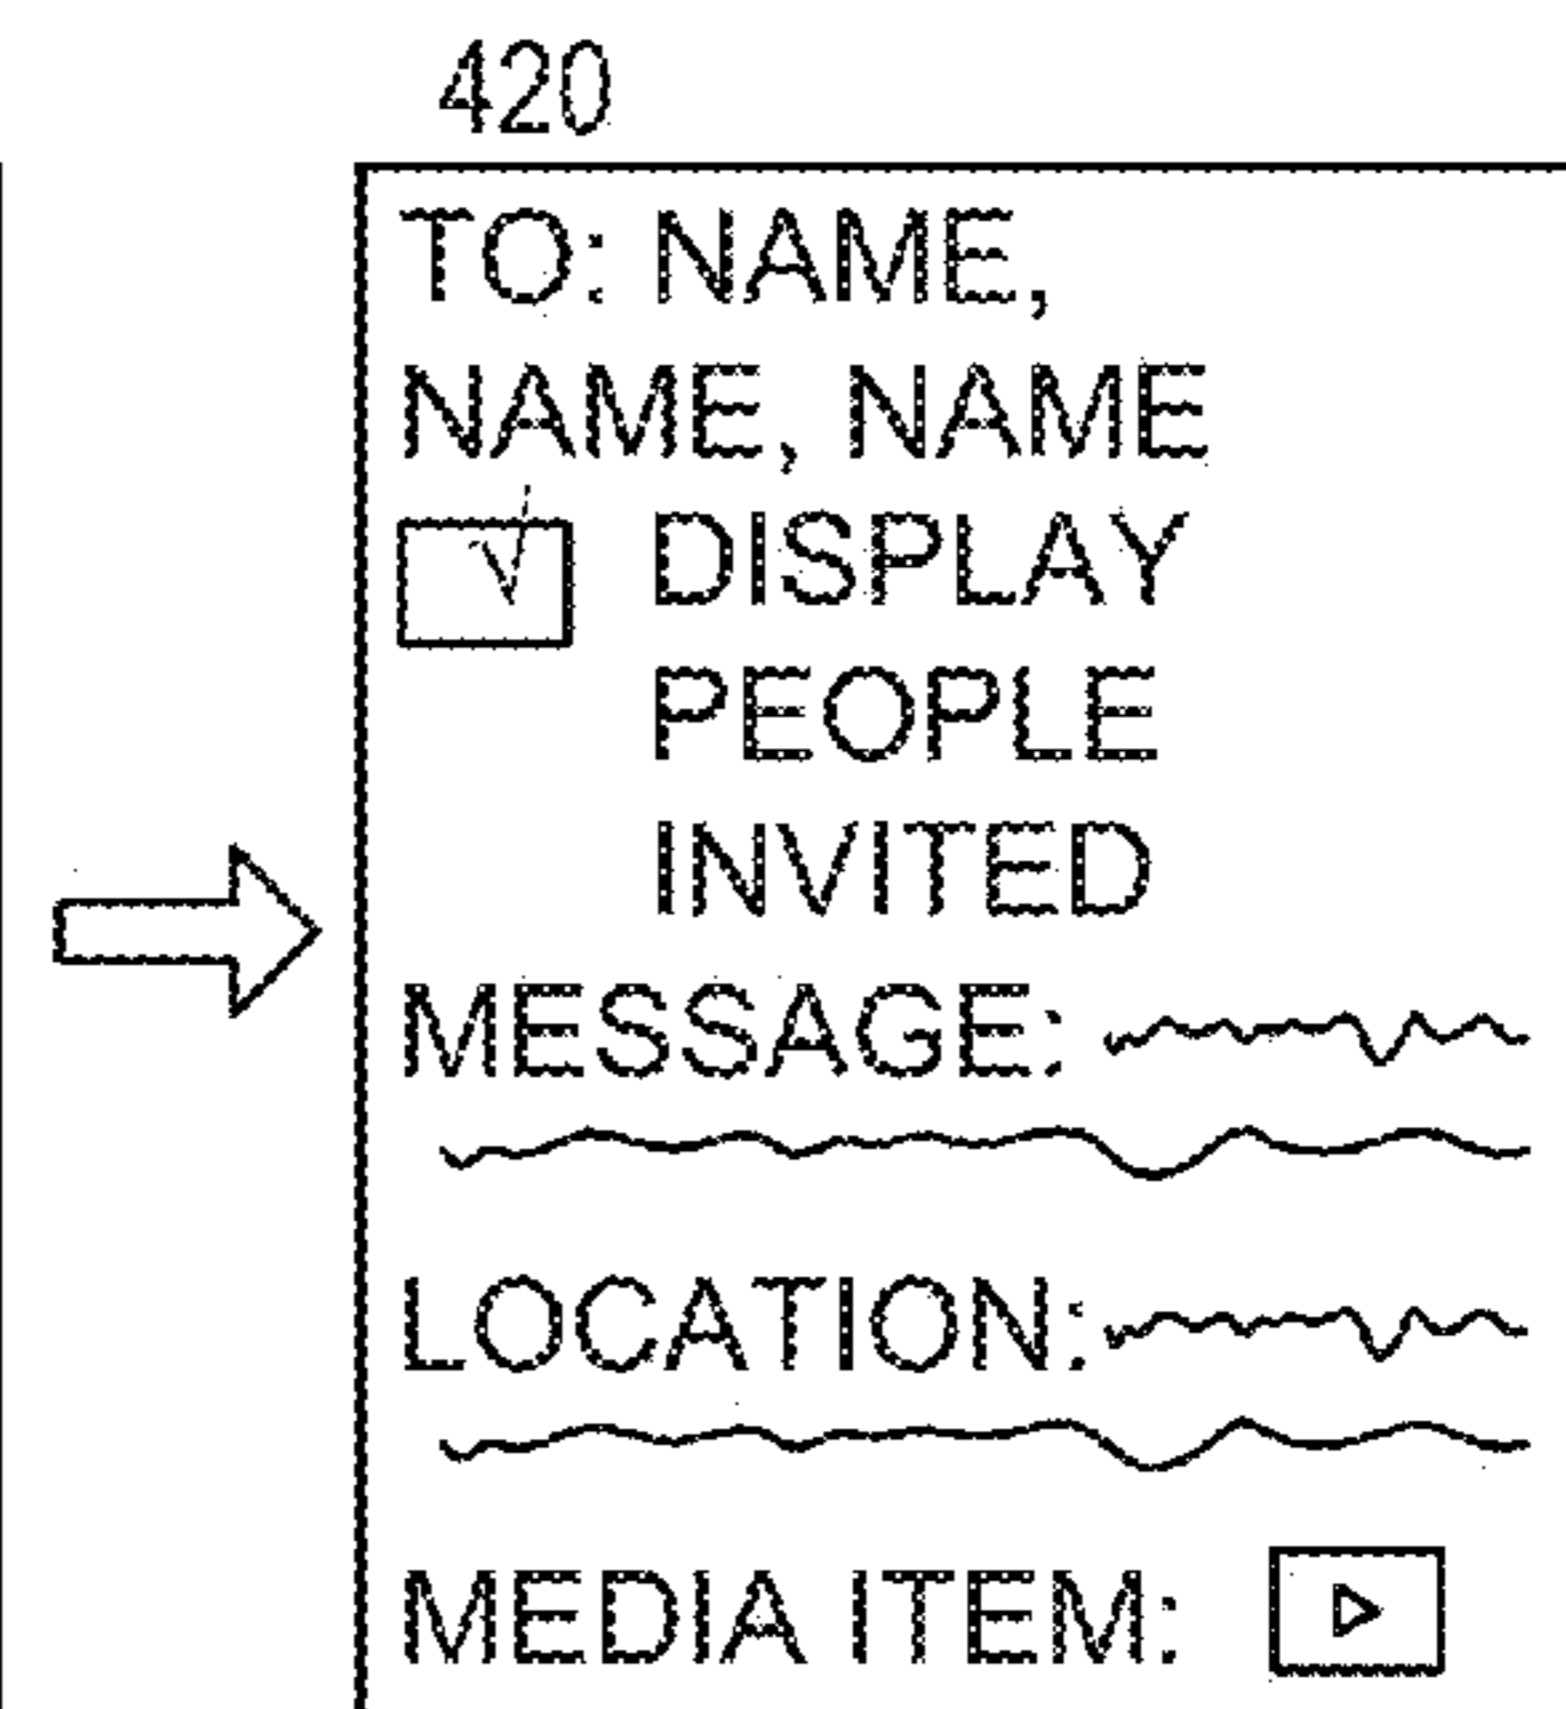 420
TO: NAME,
NAME, NAME
DISPLAY
PEOPLE
INVITED
MESSAGE:
LOCATION:
MEDIA ITEM: